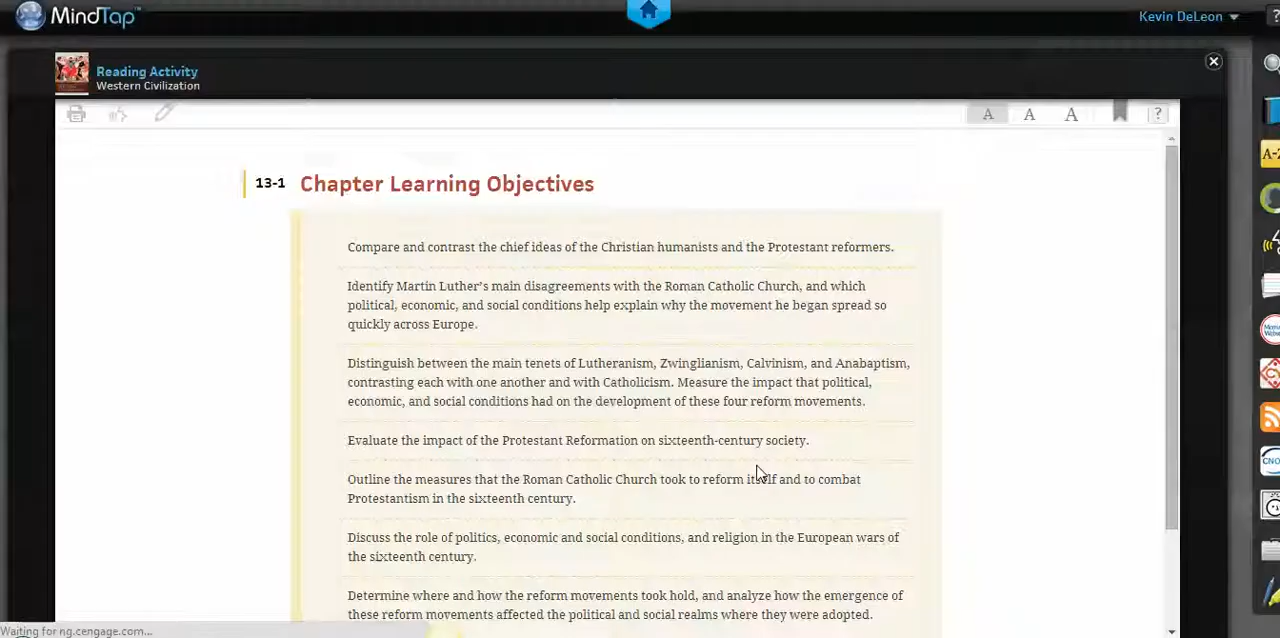 MindTap™
Kevin DeLeon
?
Reading Activity
Western Civilization
A A A ?
A-Z
13-1 Chapter Learning Objectives
Compare and contrast the chief ideas of the Christian humanists and the Protestant reformers.
Identify Martin Luther's main disagreements with the Roman Catholic Church, and which
political, economic, and social conditions help explain why the movement he began spread so
quickly across Europe.
Distinguish between the main tenets of Lutheranism, Zwinglianism, Calvinism, and Anabaptism,
contrasting each with one another and with Catholicism. Measure the impact that political,
economic, and social conditions had on the development of these four reform movements.
Evaluate the impact of the Protestant Reformation on sixteenth-century society.
Outline the measures that the Roman Catholic Church took to reform itself and to combat
Protestantism in the sixteenth century.
Discuss the role of politics, economic and social conditions, and religion in the European wars of
the sixteenth century.
Determine where and how the reform movements took hold, and analyze how the emergence of
these reform movements affected the political and social realms where they were adopted.
Waiting for ng.cengage.com...